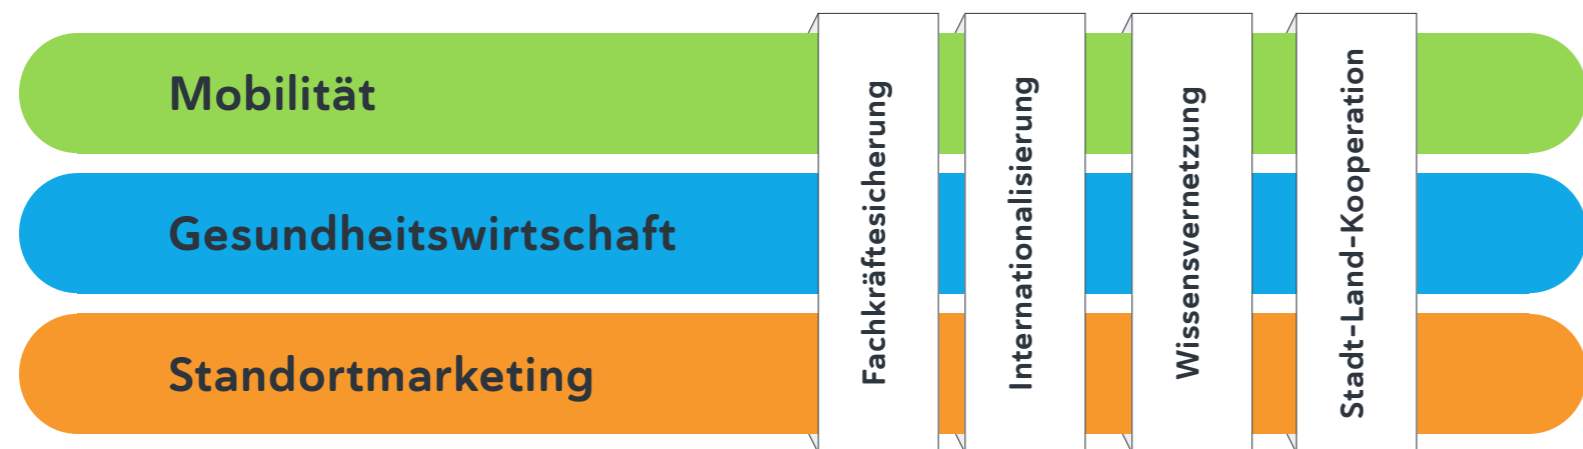 Mobilität
Gesundheitswirtschaft
Standortmarketing
Fachkräftesicherung
Internationalisierung
Wissensvernetzung
Stadt-Land-Kooperation